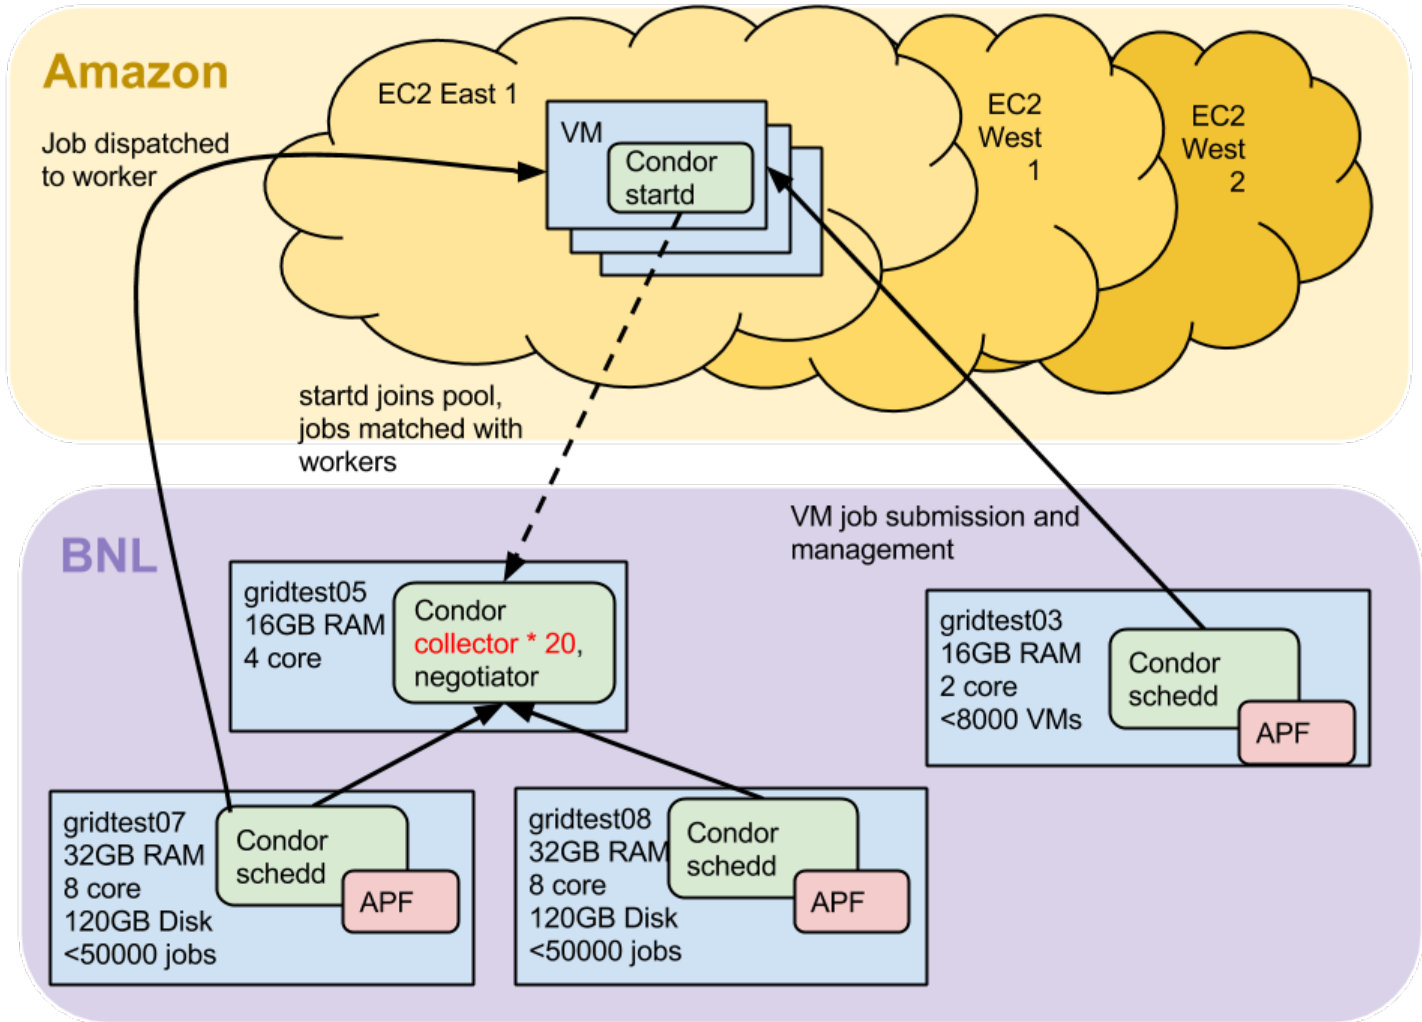 Amazon
Job dispatched
to worker
EC2 East 1
VM
Condor
startd
EC2
West
1
EC2
West
2
startd joins pool,
jobs matched with
workers
BNL
VM job submission and
management
gridtest05
16GB RAM
4 core
Condor
collector * 20,
negotiator
gridtest03
16GB RAM
2 core
<8000 VMs
Condor
schedd
APF
gridtest07
32GB RAM
8 core
120GB Disk
<50000 jobs
Condor
schedd
APF
gridtest08
32GB RAM
8 core
120GB Disk
<50000 jobs
Condor
schedd
APF